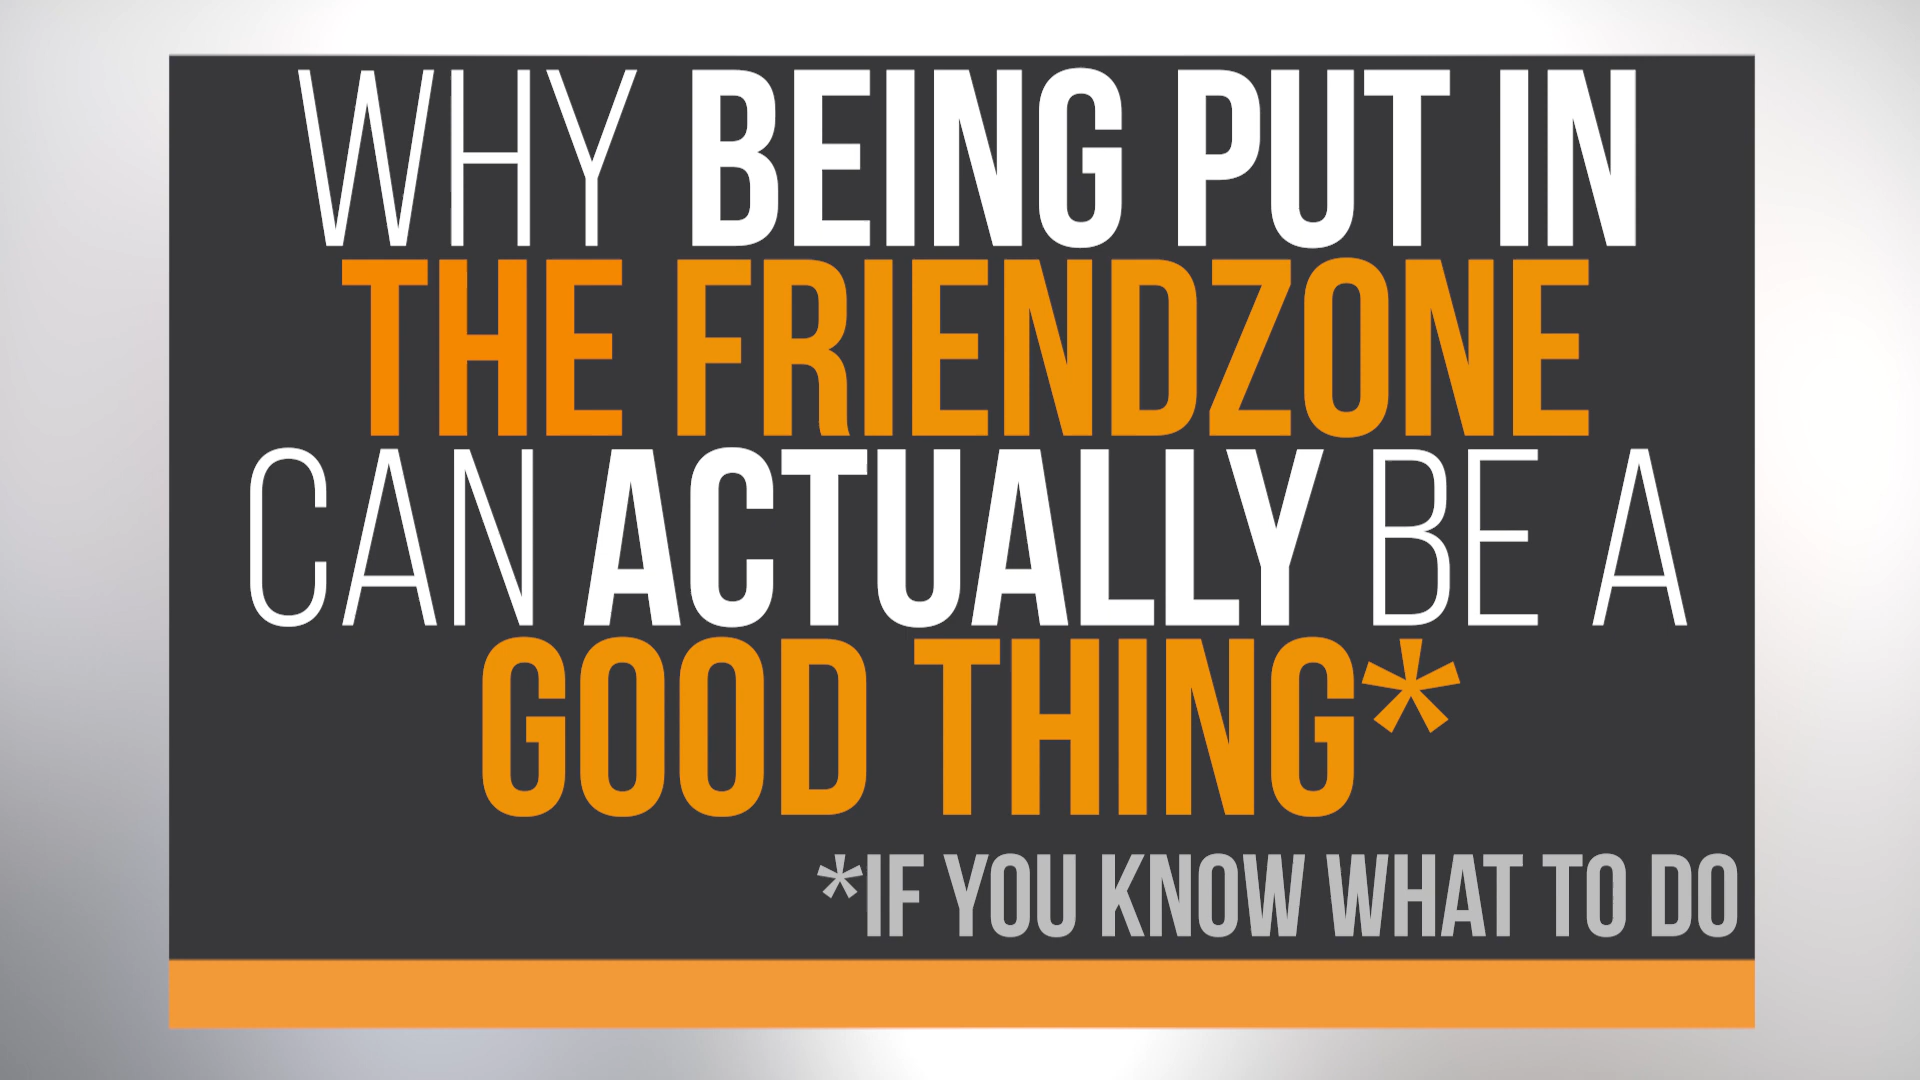 WHY BEING PUT IN
THE FRIENDZONE
CAN ACTUALLY BE A
GOOD THING*
*IF YOU KNOW WHAT TO DO